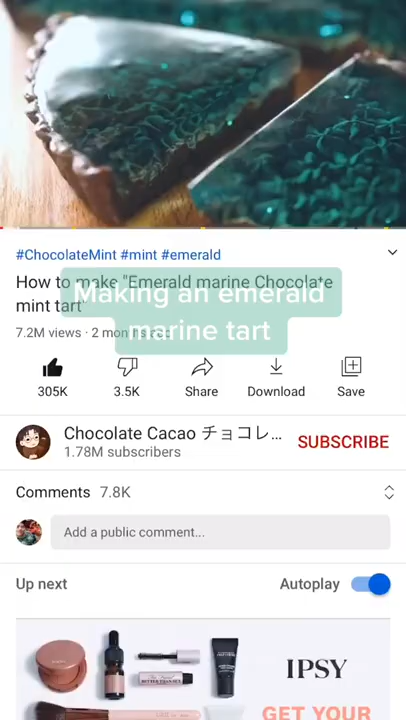 #ChocolateMint #mint #emerald
How to make "Emerald marine Chocolate
mint tart"
Making an emerald
marine tart
7.2M views · 2 months ago
305K
3.5K
Share
Download
Save
Chocolate Cacao チョコレ...
SUBSCRIBE
1.78M subscribers
Comments 7.8K
Add a public comment...
Up next
Autoplay
IPSY
GET YOUR